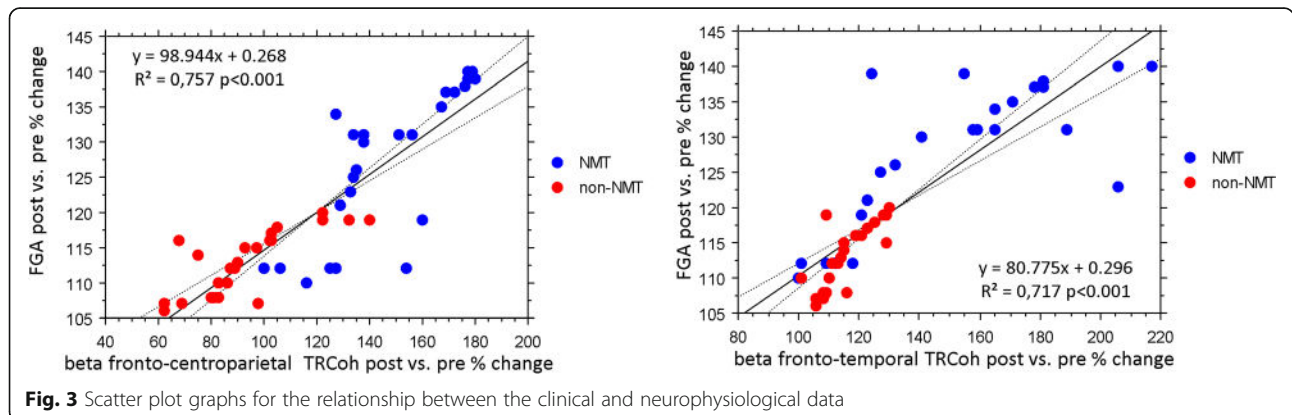 FGA post vs. pre % change
145
140
135
130
125
120
115
110
105
y = 98.944x + 0.268
R² = 0,757 p<0.001
40 60 80 100 120 140 160 180 200
beta fronto-centroparietal TRCoh post vs. pre % change
NMT
non-NMT
FGA post vs. pre % change
145
140
135
130
125
120
115
110
105
y = 80.775x + 0.296
R² = 0,717 p<0.001
80 100 120 140 160 180 200 220
beta fronto-temporal TRCoh post vs. pre % change
NMT
non-NMT
Fig. 3 Scatter plot graphs for the relationship between the clinical and neurophysiological data